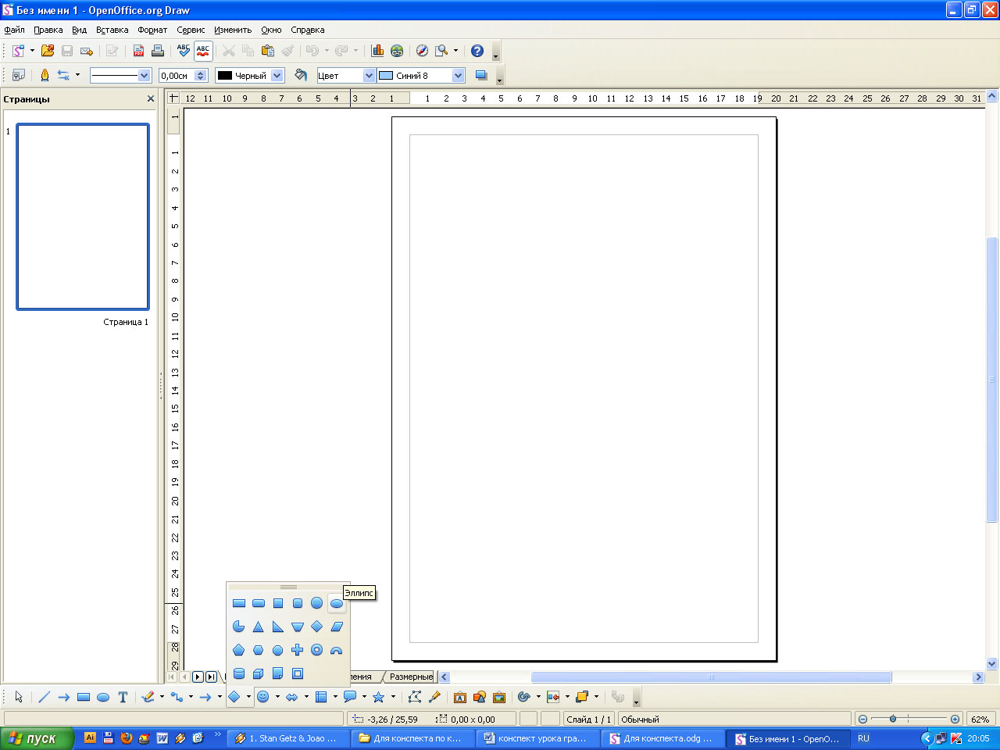 Без имени 1 - OpenOffice.org Draw
Файл Правка Вид Вставка Формат Сервис Изменить Окно Справка
ABC ABC
0,00см Черный Цвет Синий 8
Страницы
12 11 10 9 8 7 6 5 4 3 2 1 1 2 3 4 5 6 7 8 9 10 11 12 13 14 15 16 17 18 19 20 21 22 23 24 25 26 27 28 29 30 31
1
1 1 2 3 4 5 6 7 8 9 10 11 12 13 14 15 16 17 18 19 20 21 22 23 24 25 26 27 28 29
Страница 1
Эллипс
ления Размерные
T A
-3,26 / 25,59 0,00 x 0,00 Слайд 1 / 1 Обычный 62%
пуск Ai W 1. Stan Getz & Joao ... Для конспекта по к... конспект урока гра... Для конспекта.odg ... Без имени 1 - OpenO... RU 20:05